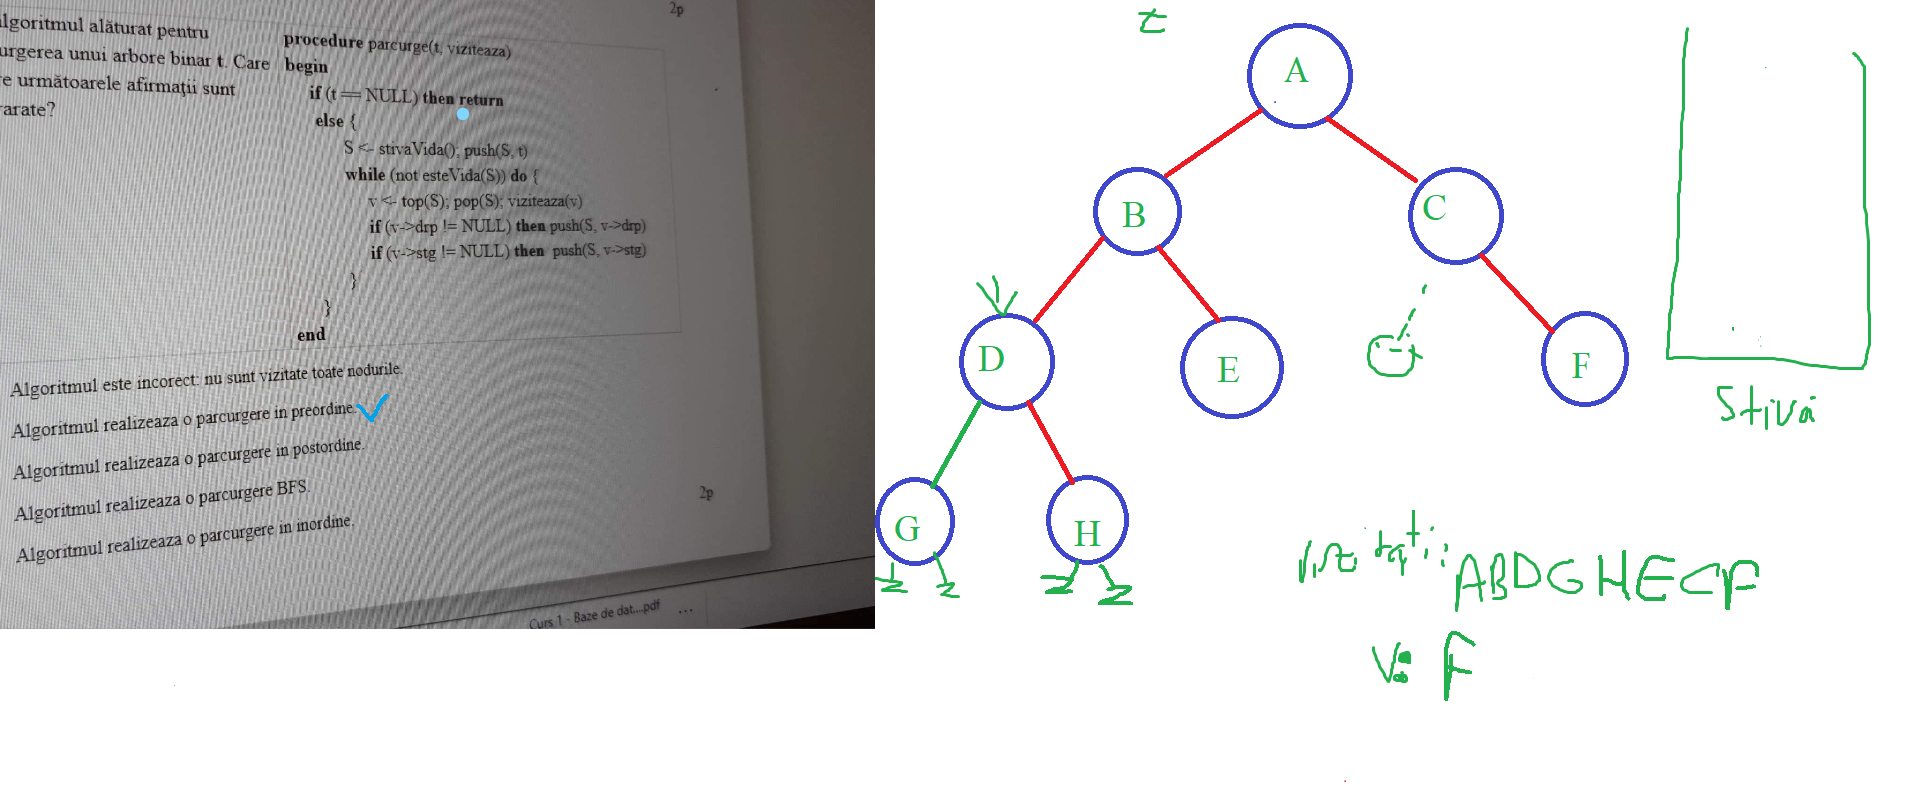 2p
lgoritmul alăturat pentru
urgerea unui arbore binar t. Care
re următoarele afirmaţii sunt
arate?
procedure parcurge(t, viziteaza)
begin
if (t == NULL) then return
else {
S <- stivaVida(); push(S, t)
while (not esteVida(S)) do {
v <- top(S); pop(S); viziteaza(v)
if (v->drp != NULL) then push(S, v->drp)
if (v->stg != NULL) then push(S, v->stg)
}
}
end
Algoritmul este incorect: nu sunt vizitate toate nodurile.
Algoritmul realizeaza o parcurgere in preordine.
Algoritmul realizeaza o parcurgere in postordine.
Algoritmul realizeaza o parcurgere BFS.
Algoritmul realizeaza o parcurgere in inordine.
2p
Curs 1 - Baze de dat....pdf ...
t
A
B
C
D
E
F
G
H
Stivă
Vizitați: ABDGHECF
V: F